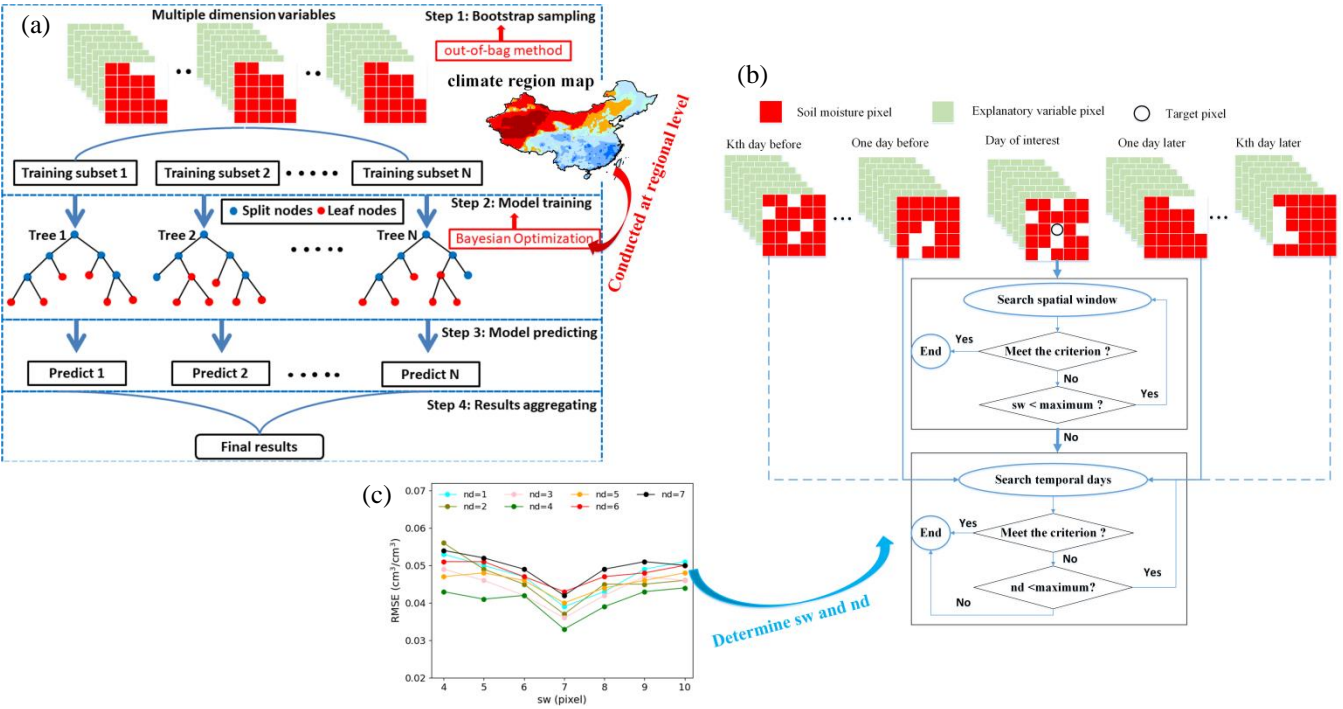 (a)
Multiple dimension variables
Step 1: Bootstrap sampling
out-of-bag method
climate region map
Training subset 1
Training subset 2
Training subset N
Conducted at regional level
Split nodes
Leaf nodes
Step 2: Model training
Bayesian Optimization
Tree 1
Tree 2
Tree N
Step 3: Model predicting
Predict 1
Predict 2
Predict N
Step 4: Results aggregating
Final results
(b)
Soil moisture pixel
Explanatory variable pixel
Target pixel
Kth day before
One day before
Day of interest
One day later
Kth day later
Search spatial window
Meet the criterion ?
Yes
End
No
sw < maximum ?
Yes
No
Search temporal days
Meet the criterion ?
Yes
End
No
nd <maximum?
Yes
No
(c)
nd=1
nd=2
nd=3
nd=4
nd=5
nd=6
nd=7
RMSE (cm³/cm³)
0.07
0.06
0.05
0.04
0.03
0.02
4 5 6 7 8 9 10
sw (pixel)
Determine sw and nd